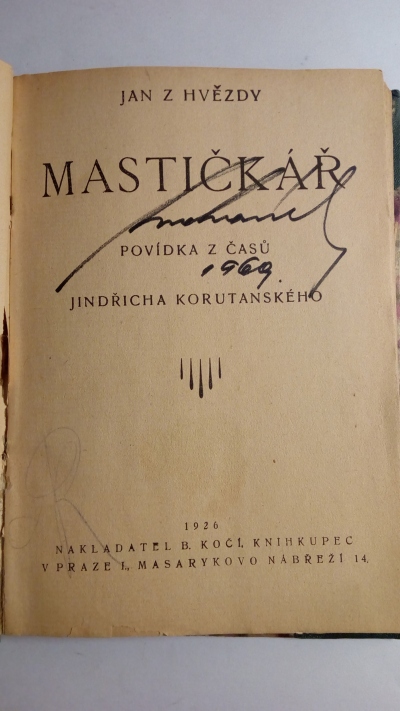 JAN Z HVĚZDY
MASTIČKÁŘ
POVÍDKA Z ČASŮ
1969.
JINDŘICHA KORUTANSKÉHO
1926
NAKLADATEL B. KOČÍ, KNIHKUPEC
V PRAZE I., MASARYKOVO NÁBŘEŽÍ 14.